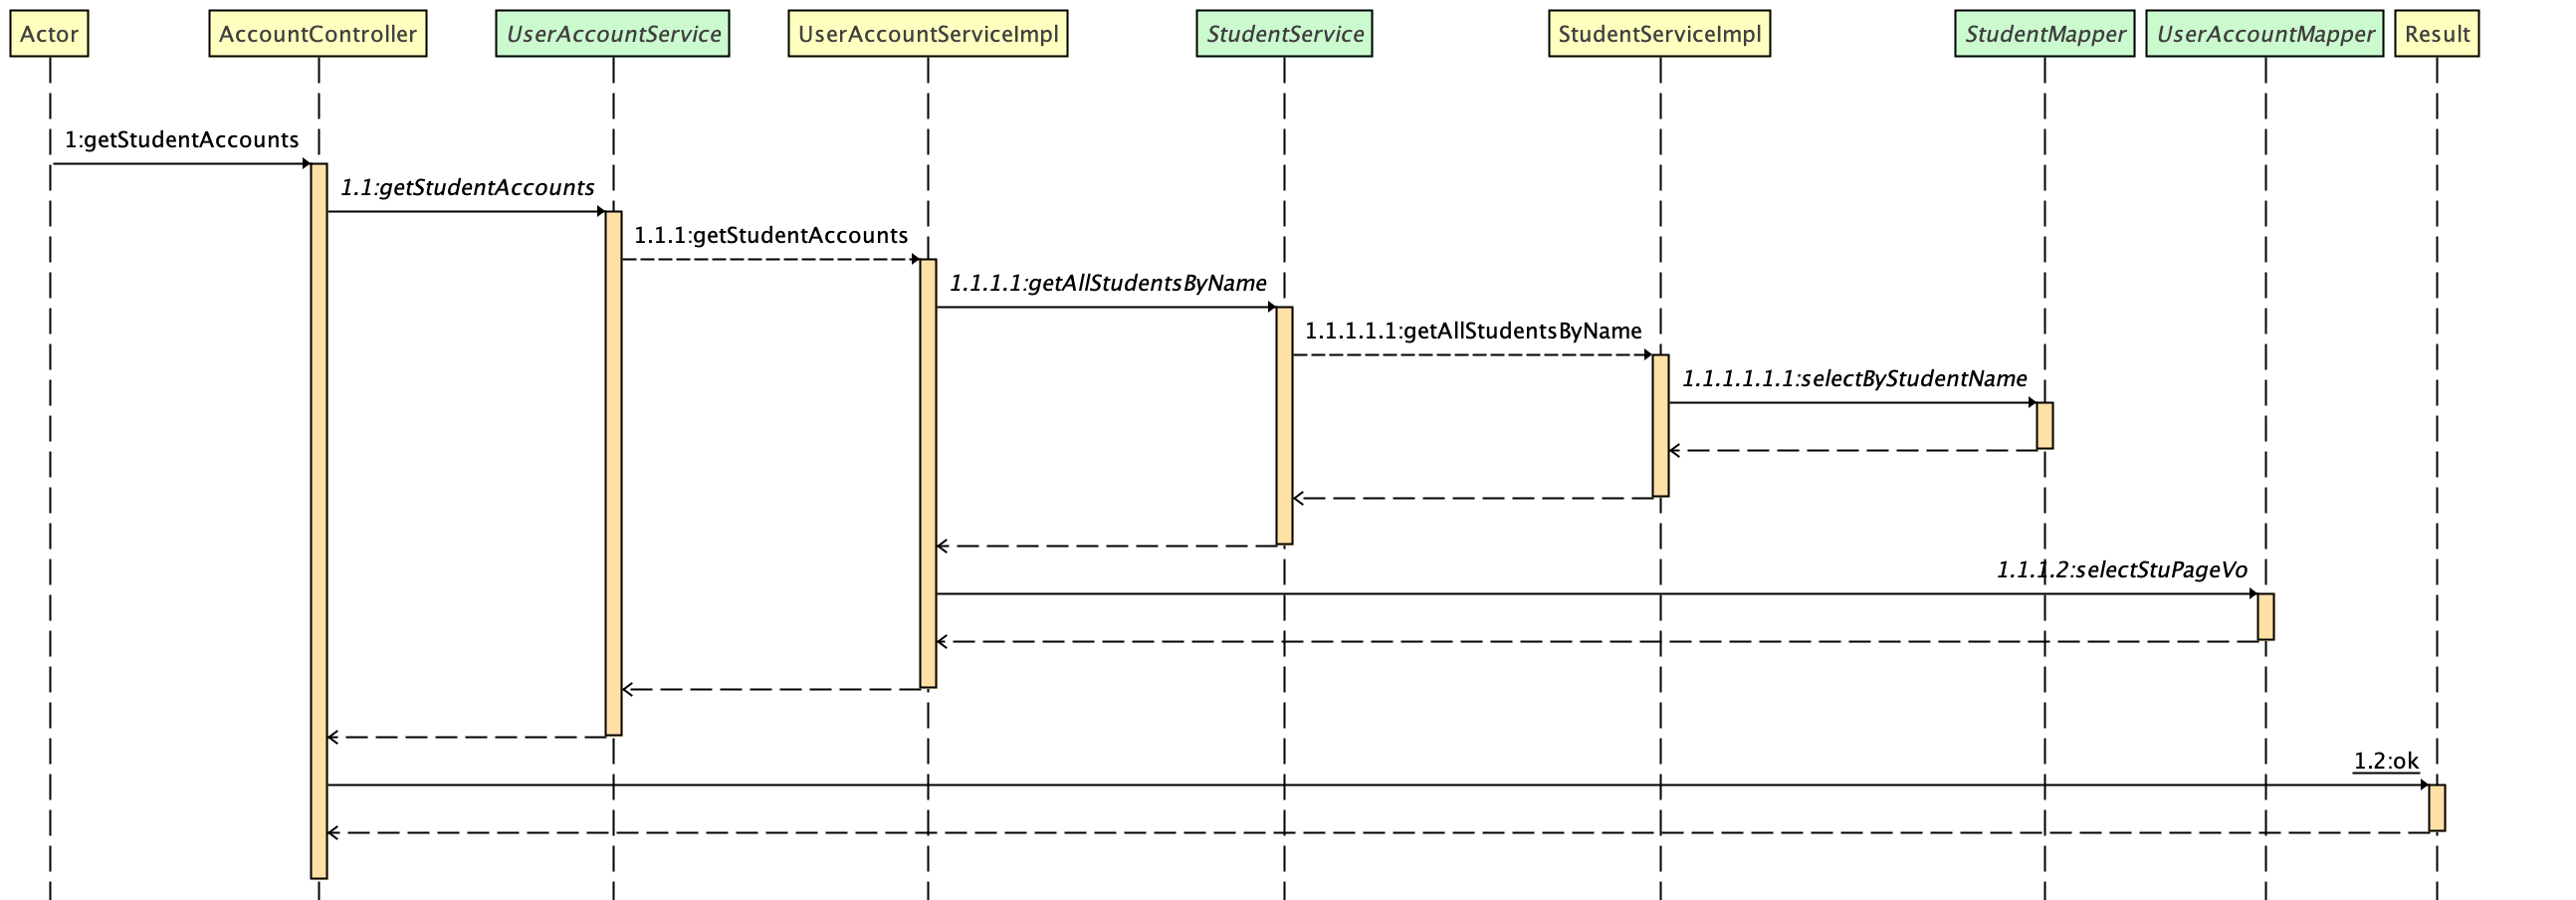 Actor
AccountController
UserAccountService
UserAccountServiceImpl
StudentService
StudentServiceImpl
StudentMapper
UserAccountMapper
Result
1:getStudentAccounts
1.1:getStudentAccounts
1.1.1:getStudentAccounts
1.1.1.1:getAllStudentsByName
1.1.1.1.1:getAllStudentsByName
1.1.1.1.1.1:selectByStudentName
1.1.1.2:selectStuPageVo
1.2:ok